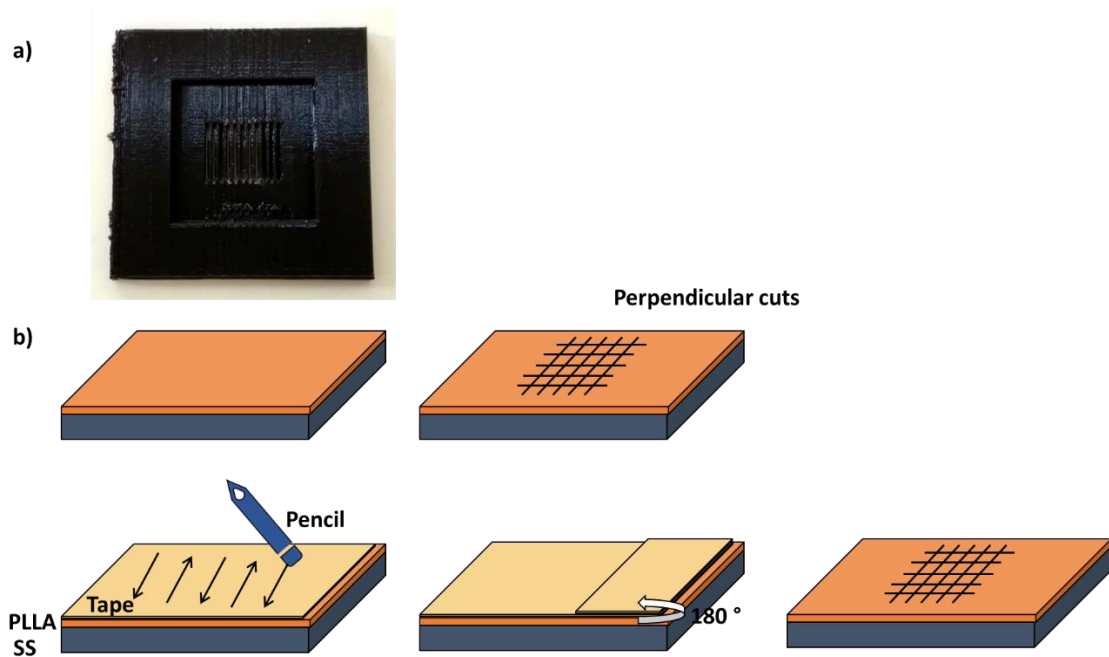 a)
Perpendicular cuts
b)
Pencil
Tape
180 °
PLLA
SS